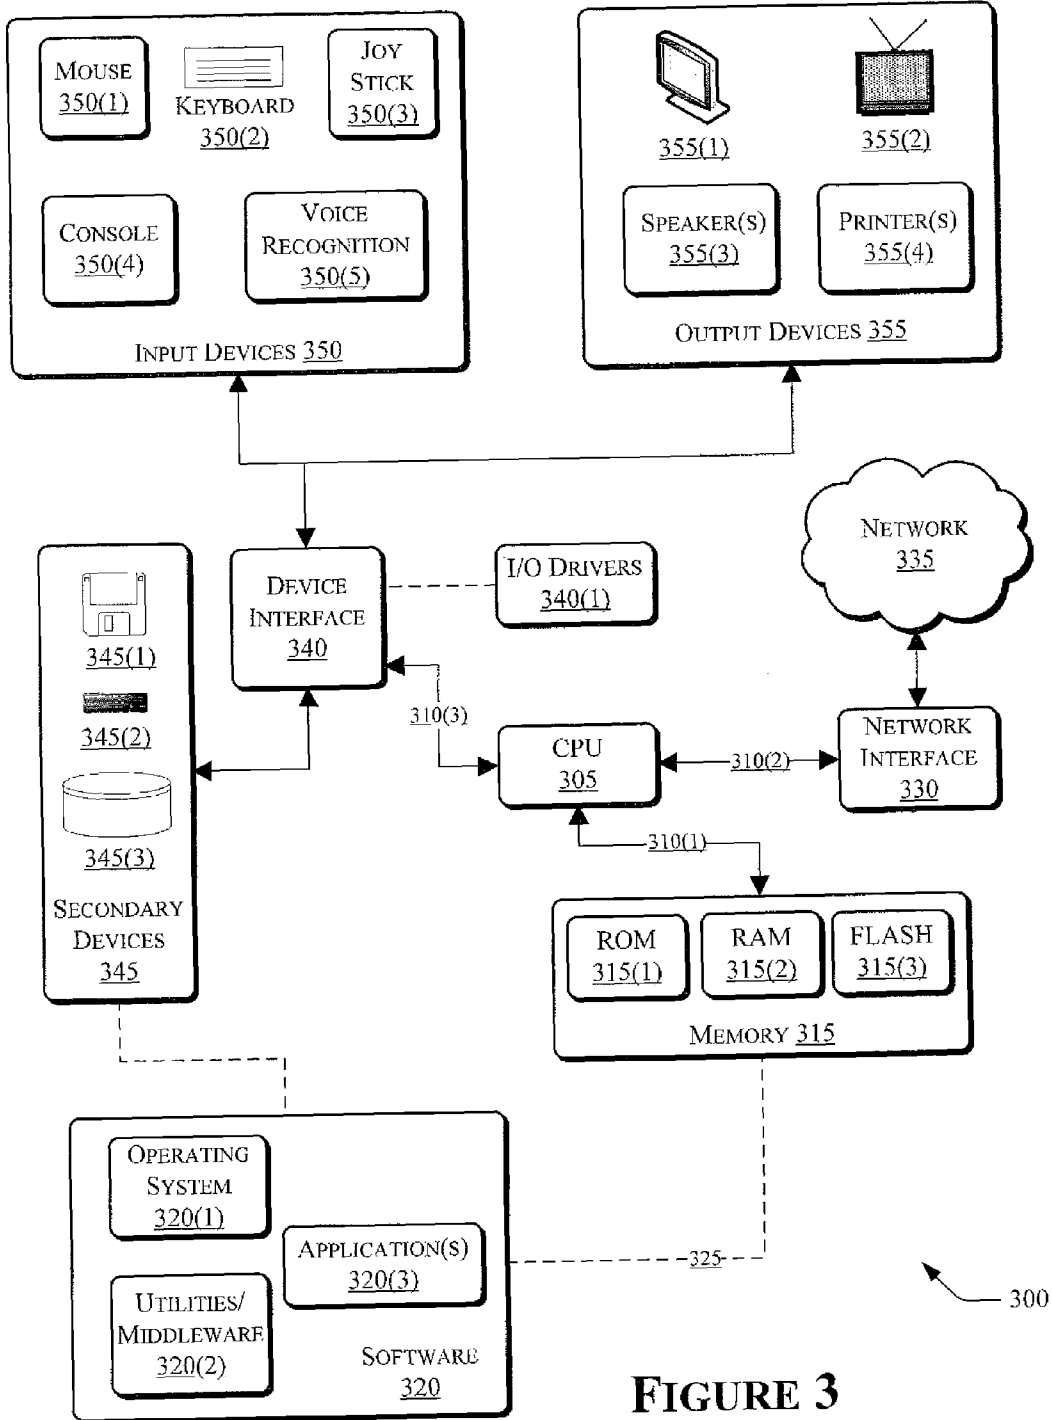 MOUSE
350(1)
KEYBOARD
350(2)
JOY
STICK
350(3)
CONSOLE
350(4)
VOICE
RECOGNITION
350(5)
INPUT DEVICES 350
355(1)
355(2)
SPEAKER(S)
355(3)
PRINTER(S)
355(4)
OUTPUT DEVICES 355
NETWORK
335
DEVICE
INTERFACE
340
I/O DRIVERS
340(1)
345(1)
345(2)
345(3)
SECONDARY
DEVICES
345
310(3)
CPU
305
310(2)
NETWORK
INTERFACE
330
310(1)
ROM
315(1)
RAM
315(2)
FLASH
315(3)
MEMORY 315
OPERATING
SYSTEM
320(1)
APPLICATION(S)
320(3)
UTILITIES/
MIDDLEWARE
320(2)
SOFTWARE
320
325
300
FIGURE 3